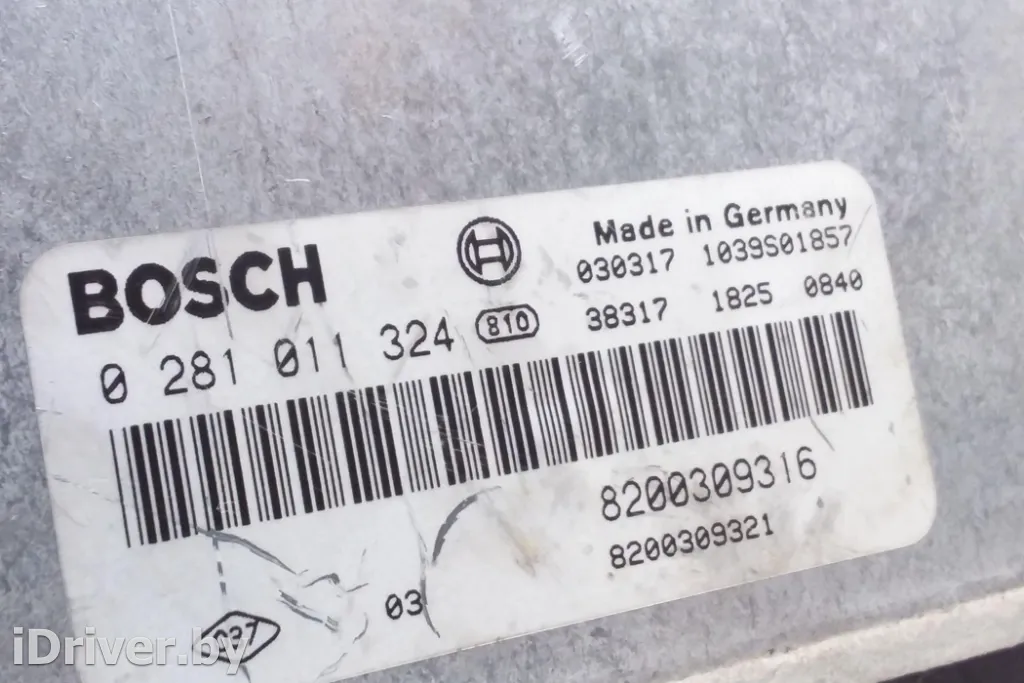 BOSCH
Made in Germany
030317 1039S01857
0 281 011 324 810 38317 1825 0840
8200309316
8200309321
03
037
iDriver.by